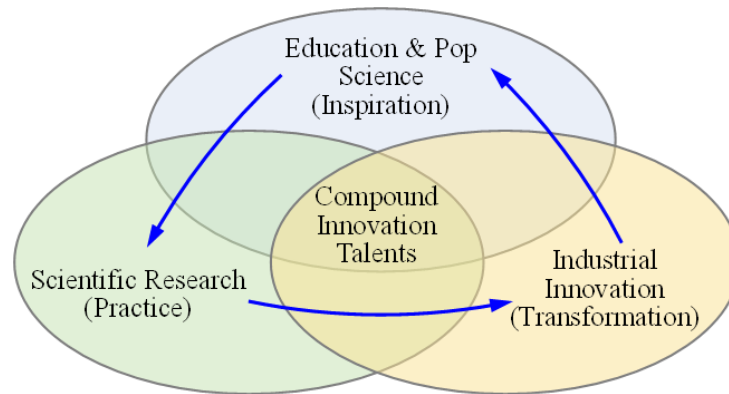 Education & Pop
Science
(Inspiration)
Compound
Innovation
Talents
Scientific Research
(Practice)
Industrial
Innovation
(Transformation)